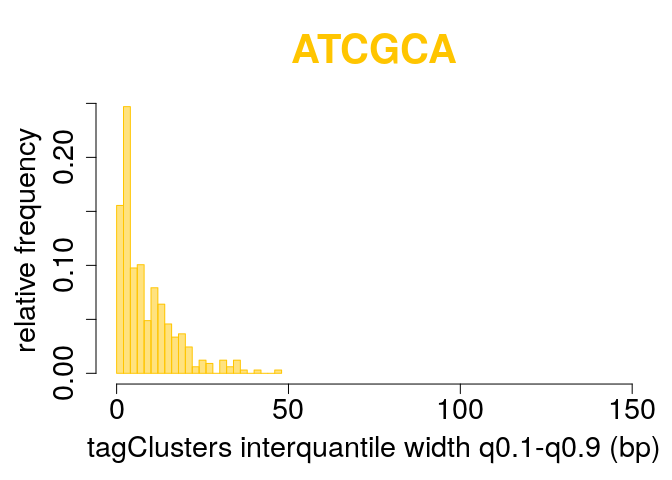 ATCGCA
relative frequency
0.20
0.10
0.00
0 50 100 150
tagClusters interquantile width q0.1-q0.9 (bp)